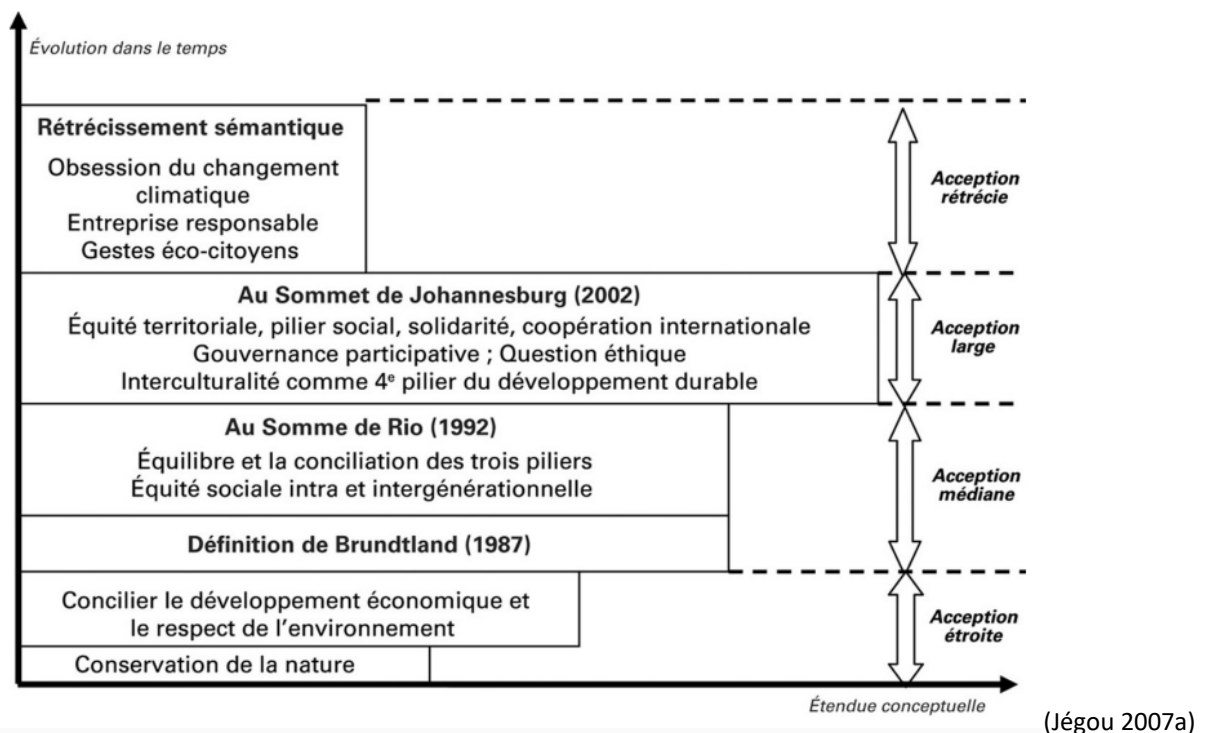 Évolution dans le temps
Rétrécissement sémantique
Obsession du changement
climatique
Entreprise responsable
Gestes éco-citoyens
Acception
rétrécie
Au Sommet de Johannesburg (2002)
Équité territoriale, pilier social, solidarité, coopération internationale
Gouvernance participative ; Question éthique
Interculturalité comme 4e pilier du développement durable
Acception
large
Au Somme de Rio (1992)
Équilibre et la conciliation des trois piliers
Équité sociale intra et intergénérationnelle
Acception
médiane
Définition de Brundtland (1987)
Concilier le développement économique et
le respect de l'environnement
Acception
étroite
Conservation de la nature
Étendue conceptuelle
(Jégou 2007a)